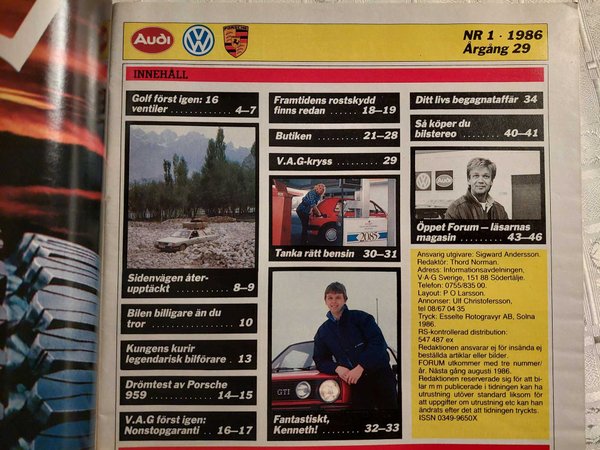 Audi
PORSCHE
NR 1 · 1986
Årgång 29
INNEHÅLL
Golf först igen: 16
ventiler ............ 4–7
Sidenvägen åter-
upptäckt ............ 8–9
Bilen billigare än du
tror ............ 10
Kungens kurir
legendarisk bilförare . 13
Drömtest av Porsche
959 ............ 14–15
V.A.G först igen:
Nonstopgaranti .. 16–17
Framtidens rostskydd
finns redan ...... 18–19
Butiken ......... 21–28
V.A.G-kryss ......... 29
2085
Tanka rätt bensin 30–31
GTI
Fantastiskt,
Kenneth! ........ 32–33
Ditt livs begagnataffär 34
Så köper du
bilstereo ......... 40–41
Öppet Forum – läsarnas
magasin ......... 43–46
Ansvarig utgivare: Sigward Andersson.
Redaktör: Thord Norman.
Adress: Informationsavdelningen,
V·A·G Sverige, 151 88 Södertälje.
Telefon: 0755/835 00.
Layout: P O Larsson.
Annonser: Ulf Christofersson,
tel 08/67 04 35
Tryck: Esselte Rotogravyr AB, Solna
1986.
RS-kontrollerad distribution:
547 487 ex
Redaktionen ansvarar ej för insända ej
beställda artiklar eller bilder.
FORUM utkommer med tre nummer/
år. Nästa gång augusti 1986.
Redaktionen reserverade sig för att bi-
lar m m publicerade i tidningen kan ha
utrustning utöver standard liksom för
att uppgifter om utrustning etc kan han
ändrats efter det att tidningen tryckts.
ISSN 0349-9650X